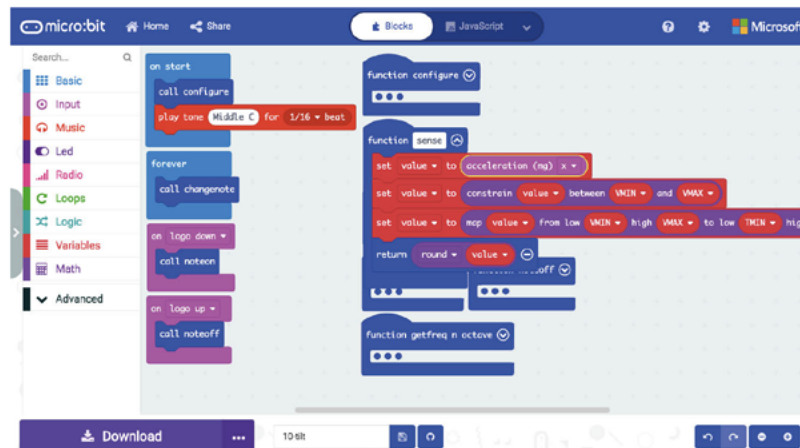 micro:bit Home Share Blocks JavaScript Microsoft
Search...
Basic
Input
Music
Led
Radio
Loops
Logic
Variables
Math
Advanced
on start
call configure
play tone Middle C for 1/16 beat
forever
call changenote
on logo down
call noteon
on logo up
call noteoff
function configure
function sense
set value to acceleration (mg) x
set value to constrain value between VMIN and VMAX
set value to map value from low VMIN high VMAX to low TMIN hig
return round value
function noteoff
function getfreq n octave
Download ... 10-tilt